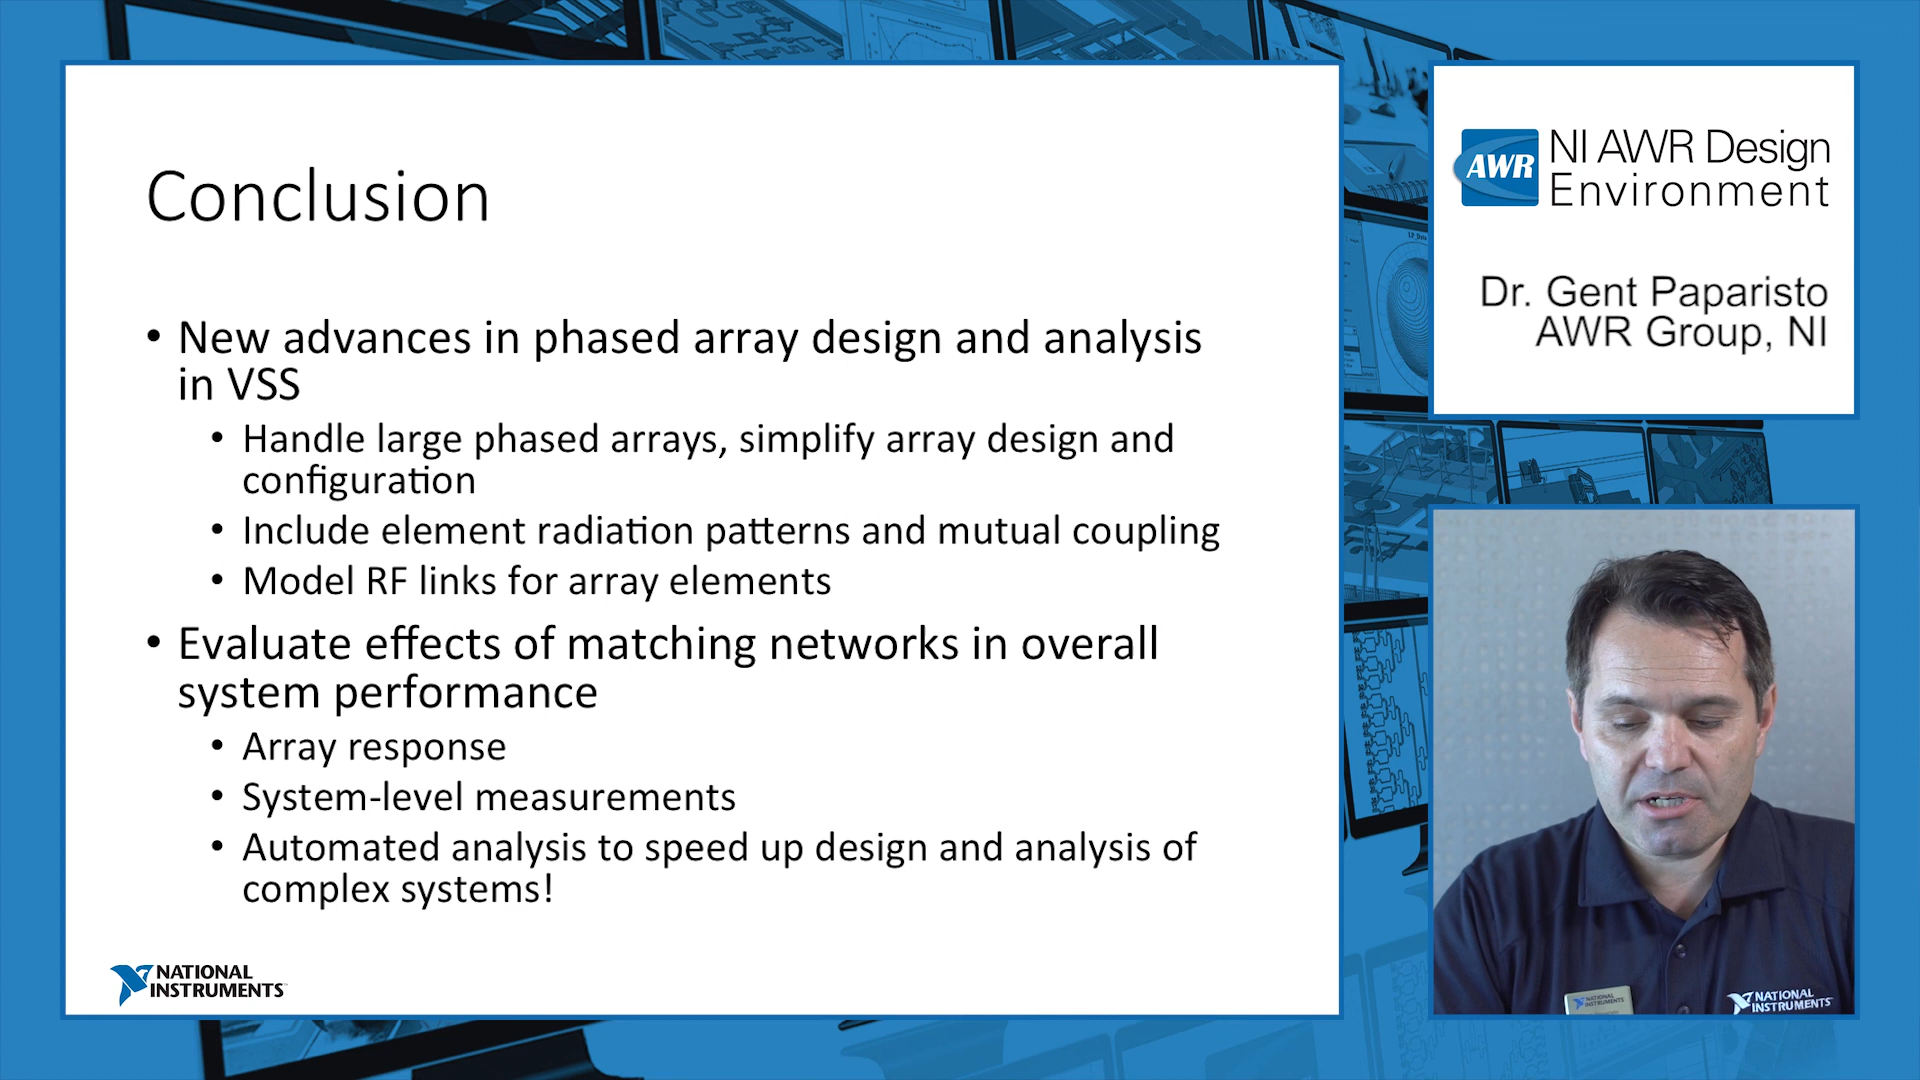 Conclusion
• New advances in phased array design and analysis
in VSS
• Handle large phased arrays, simplify array design and
configuration
• Include element radiation patterns and mutual coupling
• Model RF links for array elements
• Evaluate effects of matching networks in overall
system performance
• Array response
• System-level measurements
• Automated analysis to speed up design and analysis of
complex systems!
NATIONAL
INSTRUMENTS
AWR
NI AWR Design
Environment
Dr. Gent Paparisto
AWR Group, NI
NATIONAL
INSTRUMENTS
NATIONAL
INSTRUMENTS